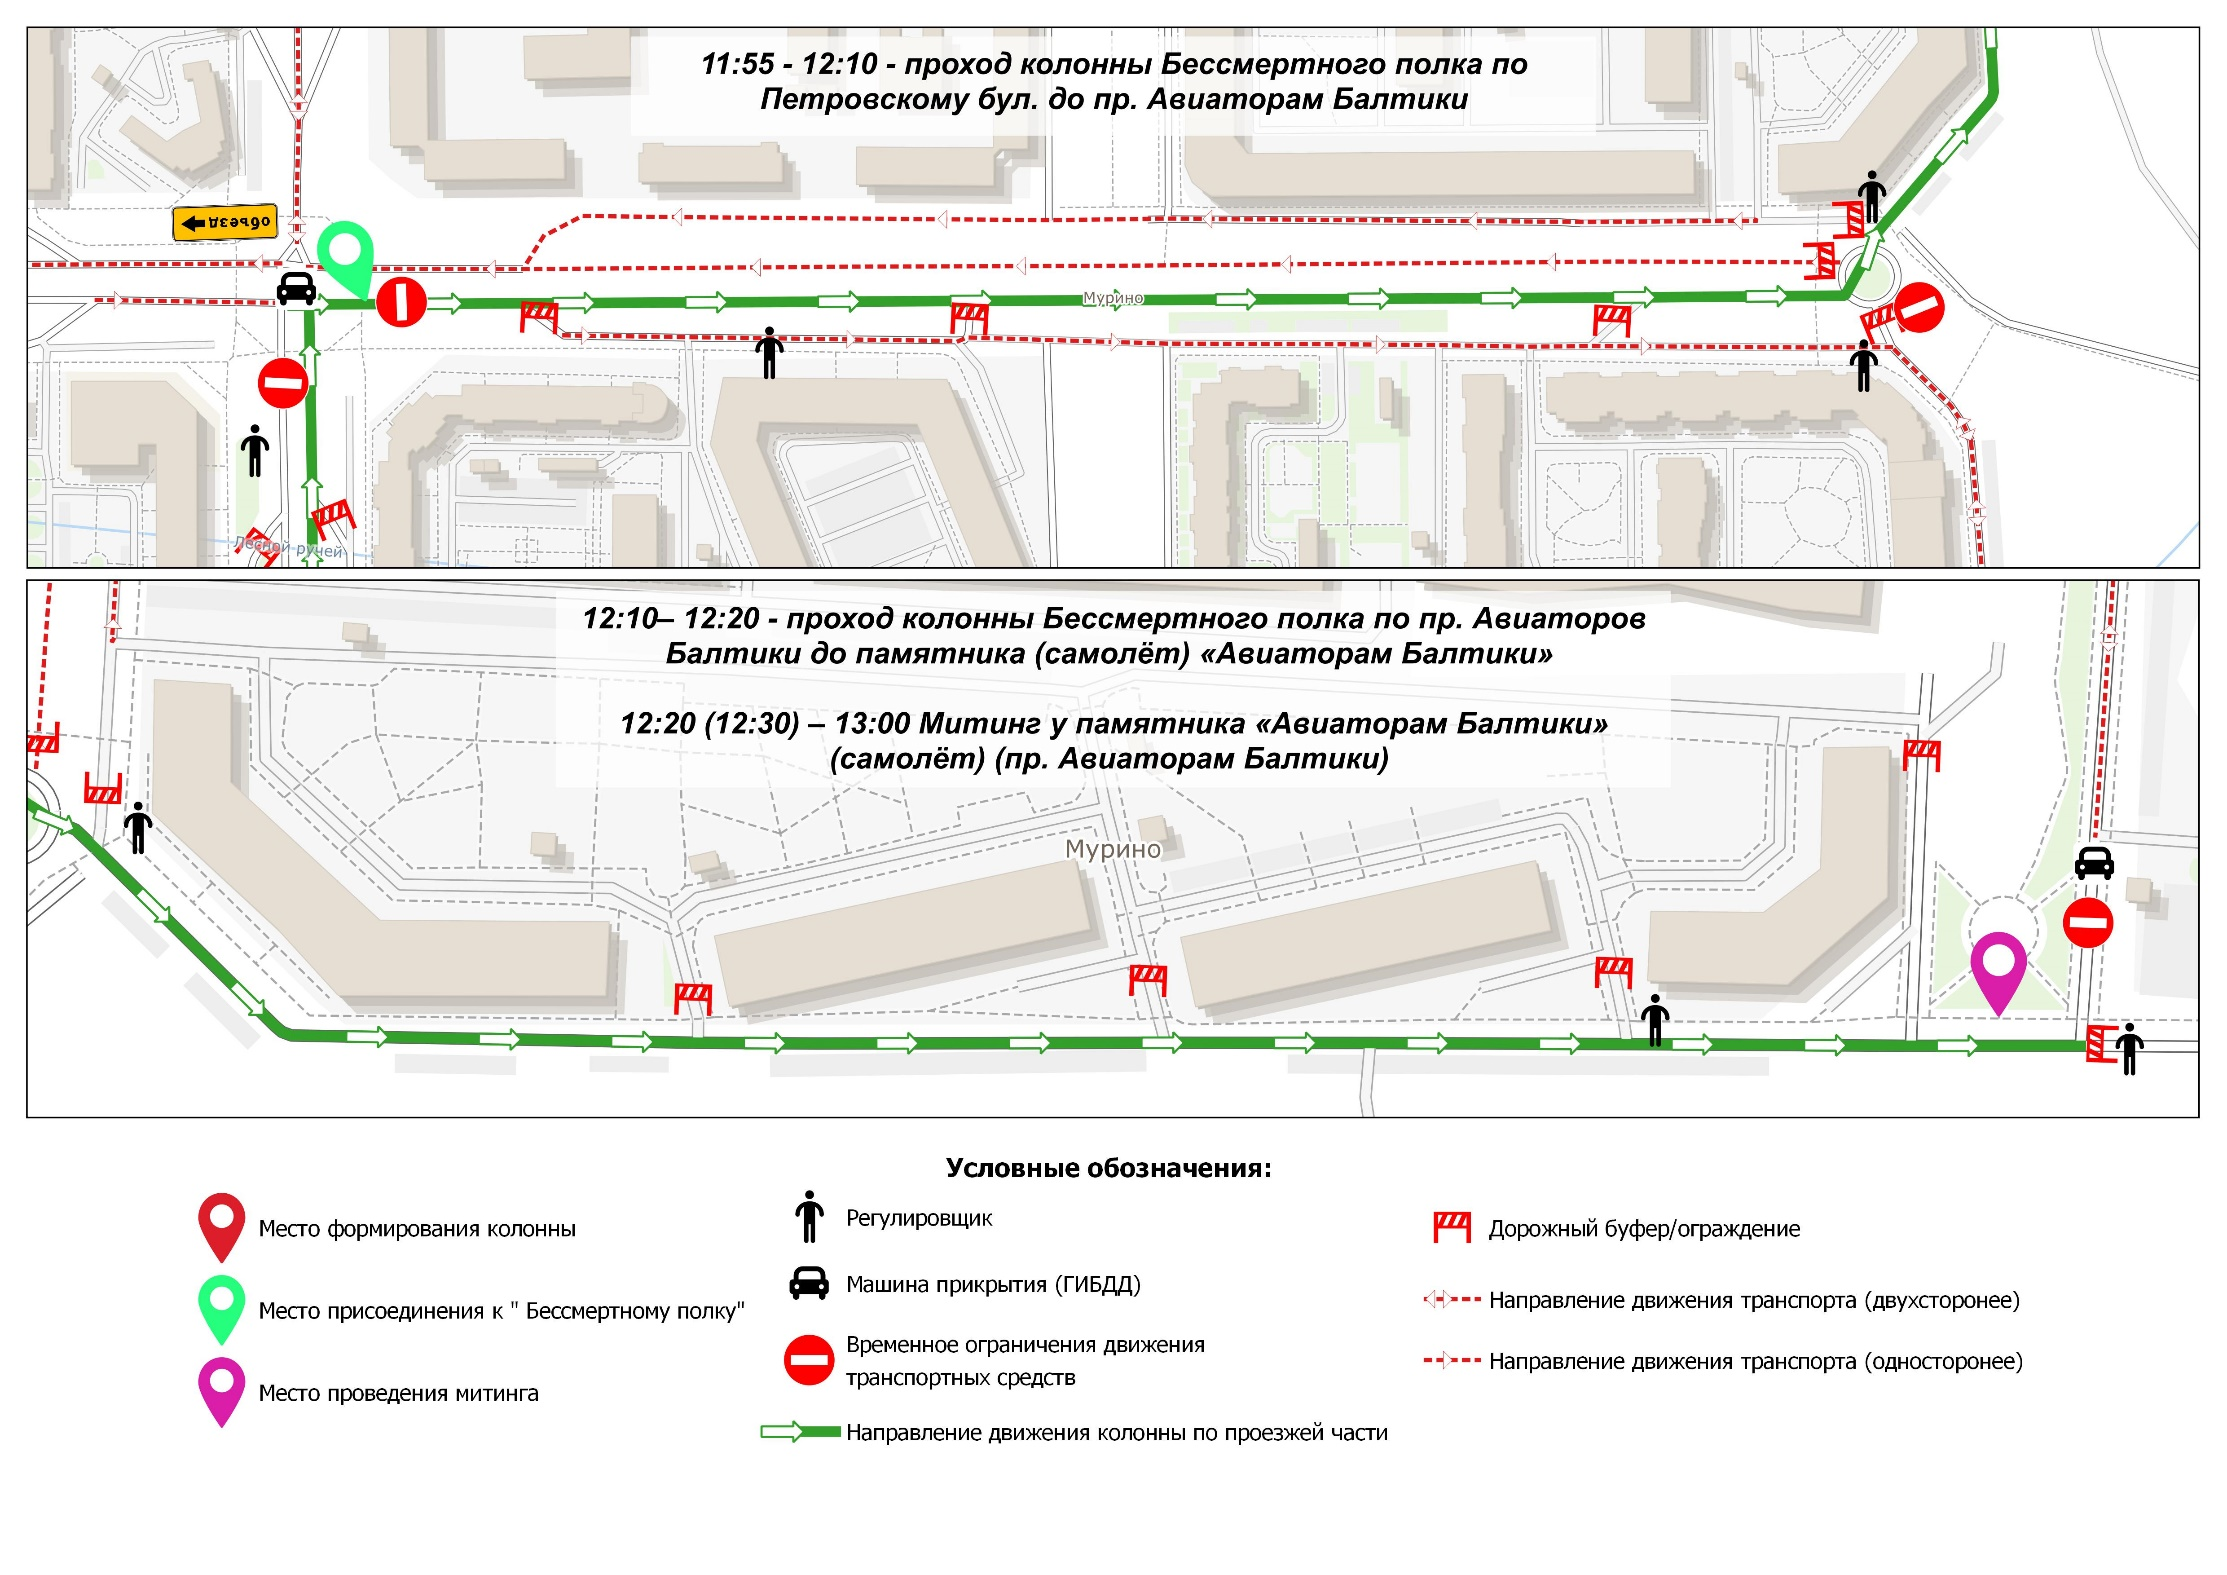 11:55 - 12:10 - проход колонны Бессмертного полка по
Петровскому бул. до пр. Авиаторам Балтики
объезд
Мурино
Лесной ручей
12:10– 12:20 - проход колонны Бессмертного полка по пр. Авиаторов
Балтики до памятника (самолёт) «Авиаторам Балтики»
12:20 (12:30) – 13:00 Митинг у памятника «Авиаторам Балтики»
(самолёт) (пр. Авиаторам Балтики)
Мурино
Условные обозначения:
Место формирования колонны
Место присоединения к " Бессмертному полку"
Место проведения митинга
Регулировщик
Машина прикрытия (ГИБДД)
Временное ограничения движения
транспортных средств
Направление движения колонны по проезжей части
Дорожный буфер/ограждение
Направление движения транспорта (двухсторонее)
Направление движения транспорта (односторонее)